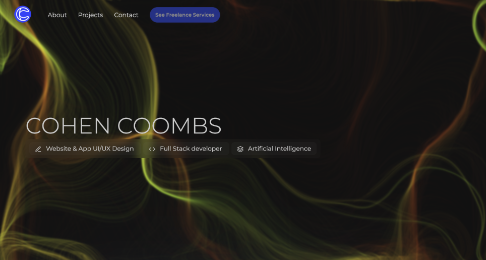 About Projects Contact See Freelance Services
COHEN COOMBS
Website & App UI/UX Design Full Stack developer Artificial Intelligence